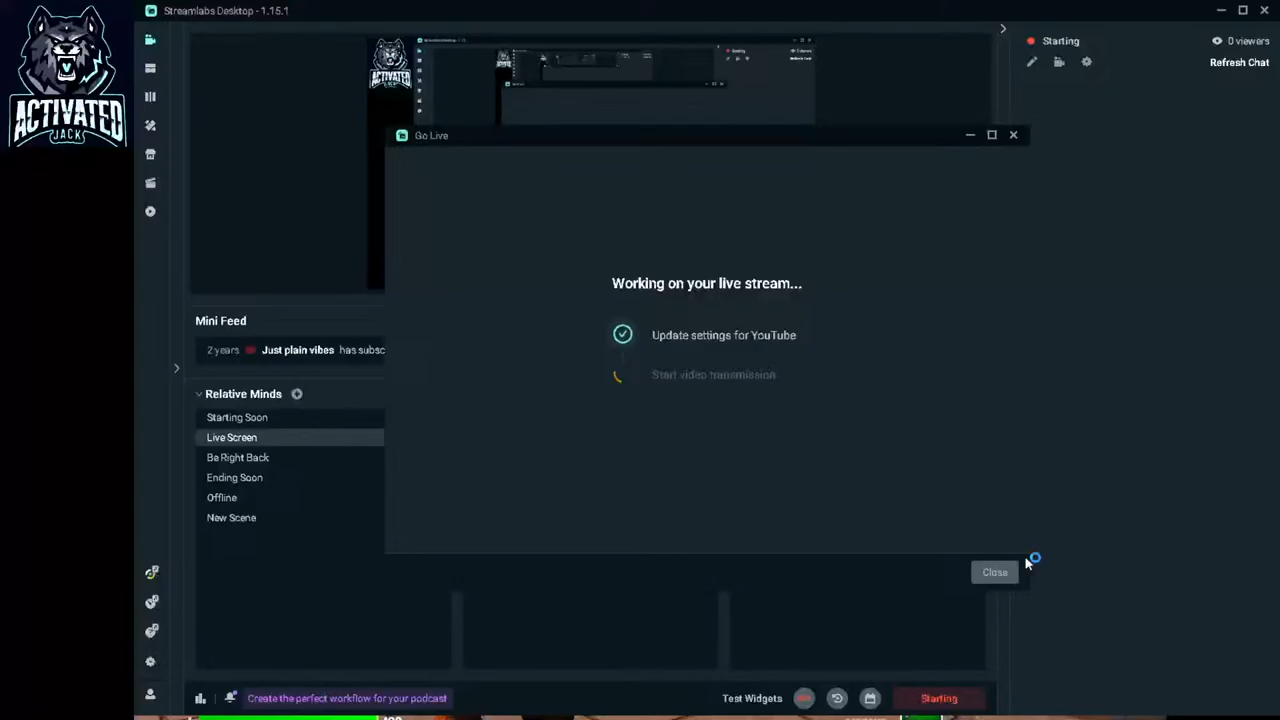 Streamlabs Desktop - 1.15.1
ACTIVATED
JACK
Starting
0 viewers
Refresh Chat
Go Live
Working on your live stream...
Update settings for YouTube
Start video transmission
Mini Feed
2 years Just plain vibes has subsc
Relative Minds
Starting Soon
Live Screen
Be Right Back
Ending Soon
Offline
New Scene
Close
Create the perfect workflow for your podcast
Test Widgets
Starting